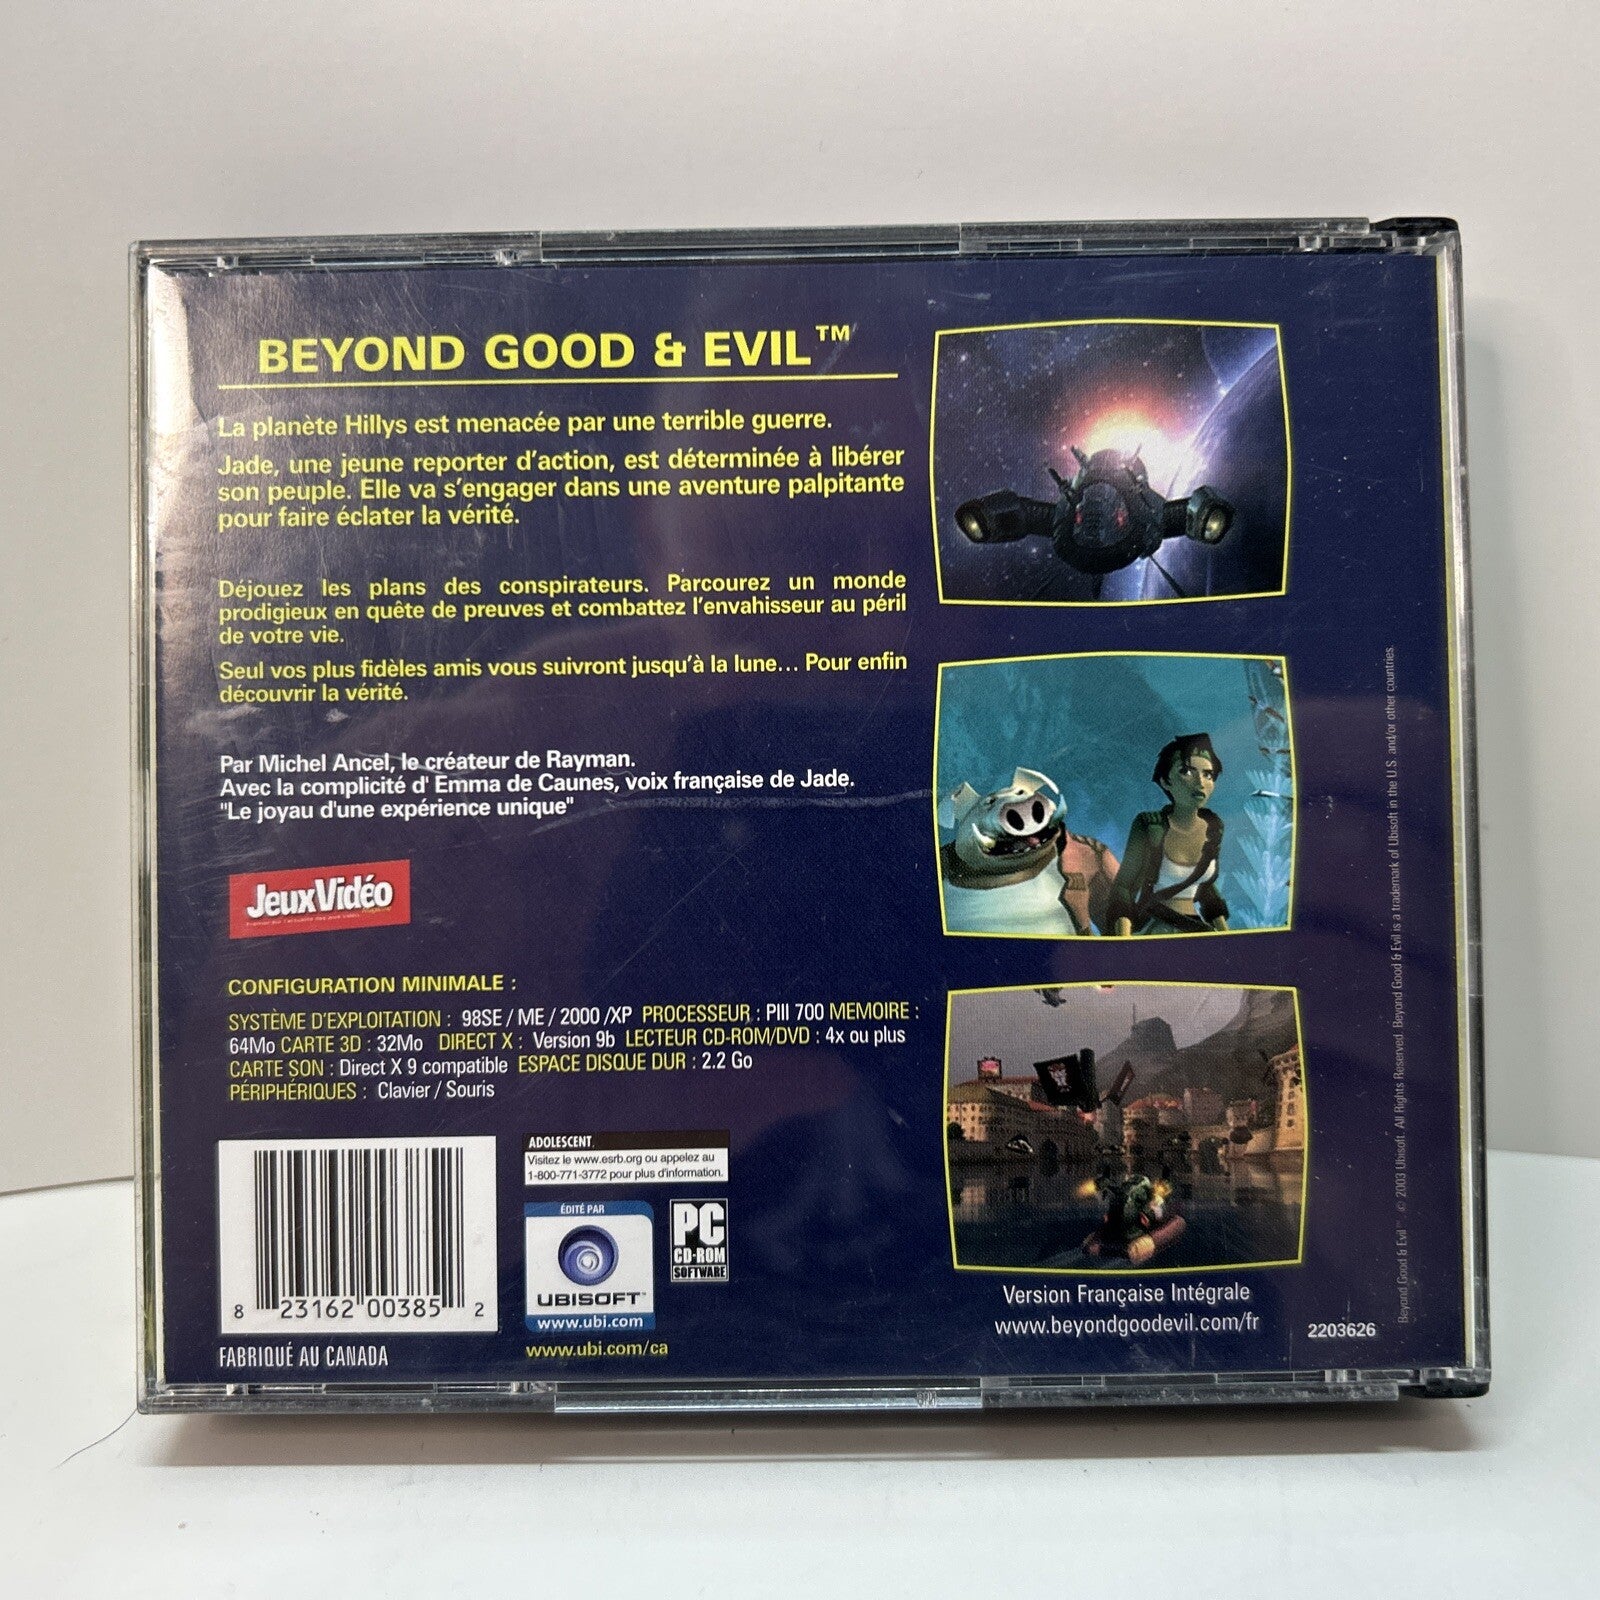 BEYOND GOOD & EVIL™
La planète Hillys est menacée par une terrible guerre.
Jade, une jeune reporter d'action, est déterminée à libérer
son peuple. Elle va s'engager dans une aventure palpitante
pour faire éclater la vérité.
Déjouez les plans des conspirateurs. Parcourez un monde
prodigieux en quête de preuves et combattez l'envahisseur au péril
de votre vie.
Seul vos plus fidèles amis vous suivront jusqu'à la lune... Pour enfin
découvrir la vérité.
Par Michel Ancel, le créateur de Rayman.
Avec la complicité d' Emma de Caunes, voix française de Jade.
"Le joyau d'une expérience unique"
JeuxVidéo
magazine
CONFIGURATION MINIMALE :
SYSTÈME D'EXPLOITATION : 98SE / ME / 2000 /XP PROCESSEUR : PIII 700 MEMOIRE :
64Mo CARTE 3D : 32Mo DIRECT X : Version 9b LECTEUR CD-ROM/DVD : 4x ou plus
CARTE SON : Direct X 9 compatible ESPACE DISQUE DUR : 2.2 Go
PÉRIPHÉRIQUES : Clavier / Souris
8 23162 00385 2
FABRIQUÉ AU CANADA
ADOLESCENT
Visitez le www.esrb.org ou appelez au
1-800-771-3772 pour plus d'information.
ÉDITÉ PAR
UBISOFT™
www.ubi.com
www.ubi.com/ca
PC
CD-ROM
SOFTWARE
Version Française Intégrale
www.beyondgoodevil.com/fr
2203626
Beyond Good & Evil™ © 2003 Ubisoft. All Rights Reserved. Beyond Good & Evil is a trademark of Ubisoft in the U.S. and/or other countries.